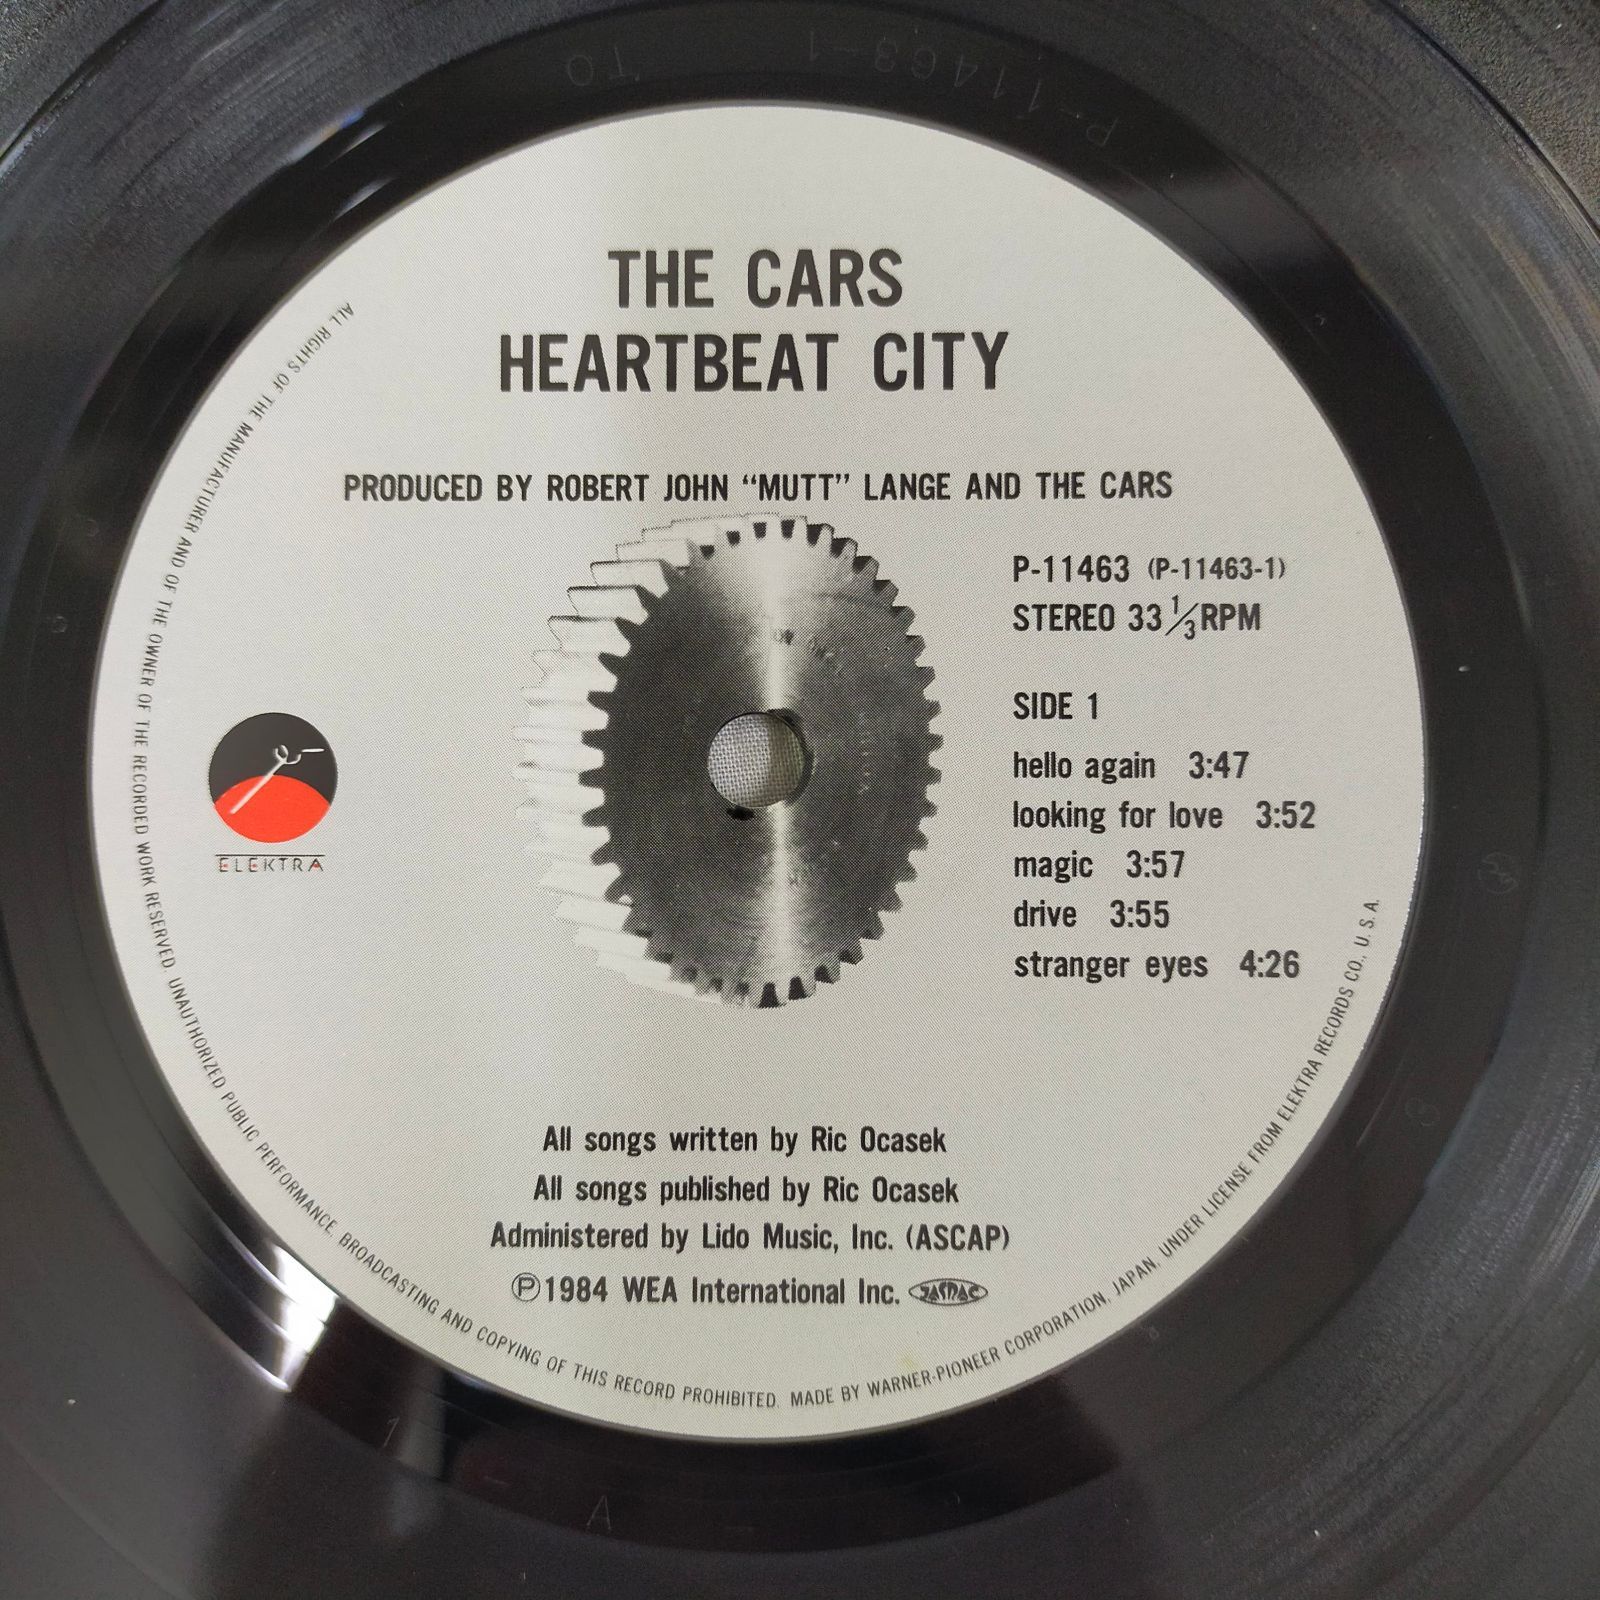 P-11463-1 TO
THE CARS
HEARTBEAT CITY
PRODUCED BY ROBERT JOHN “MUTT” LANGE AND THE CARS
P-11463 (P-11463-1)
STEREO 33 1/3 RPM
SIDE 1
hello again 3:47
looking for love 3:52
magic 3:57
drive 3:55
stranger eyes 4:26
ELEKTRA
All songs written by Ric Ocasek
All songs published by Ric Ocasek
Administered by Lido Music, Inc. (ASCAP)
℗1984 WEA International Inc. JASRAC
ALL RIGHTS OF THE MANUFACTURER AND OF THE OWNER OF THE RECORDED WORK RESERVED. UNAUTHORIZED PUBLIC PERFORMANCE, BROADCASTING AND COPYING OF THIS RECORD PROHIBITED. MADE BY WARNER-PIONEER CORPORATION, JAPAN, UNDER LICENSE FROM ELEKTRA RECORDS CO., U.S.A.
1
A